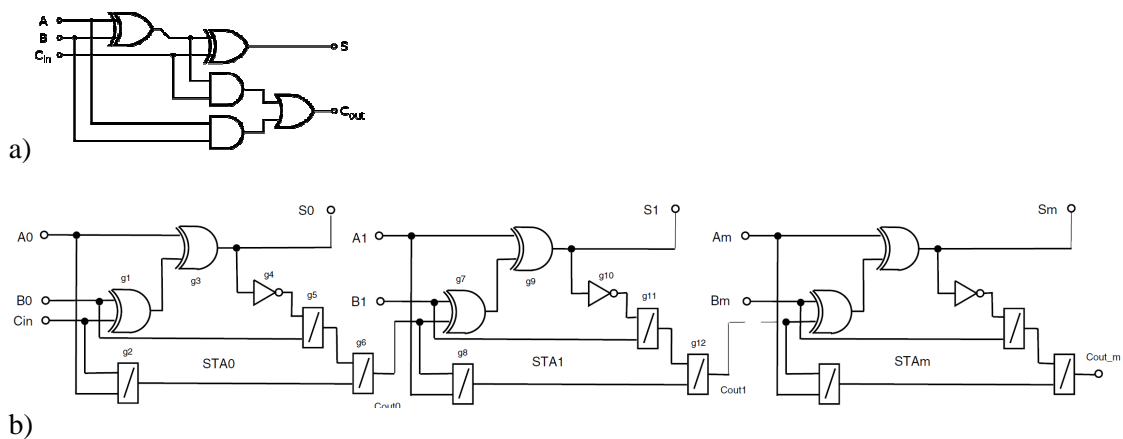 A
B
Cin
S
Cout
a)
S0
S1
Sm
A0
A1
Am
g1
g3
g4
g5
g7
g9
g10
g11
B0
Cin
B1
Bm
g2
STA0
g6
g8
STA1
g12
STAm
Cout_m
Cout0
Cout1
b)